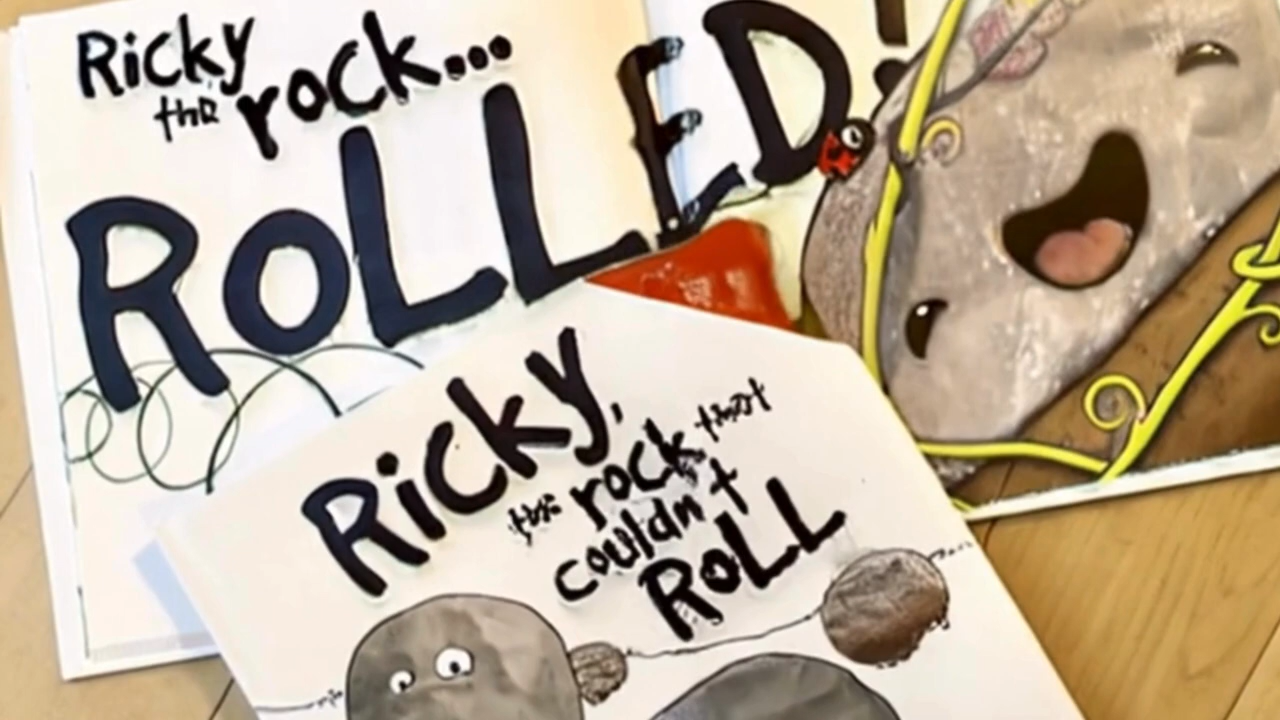 Ricky
the rock...
ROLLED!
Ricky,
the rock that
couldn't
ROLL